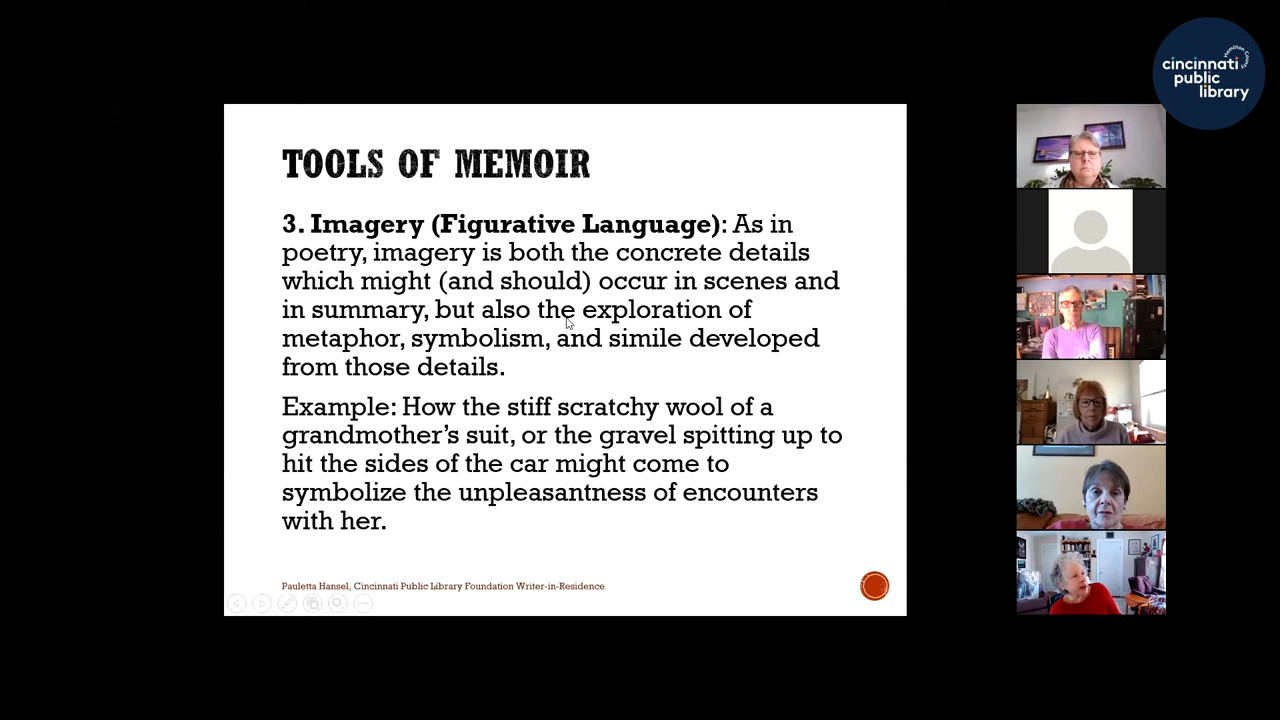 Hamilton County
cincinnati
public
library
TOOLS OF MEMOIR
3. Imagery (Figurative Language): As in
poetry, imagery is both the concrete details
which might (and should) occur in scenes and
in summary, but also the exploration of
metaphor, symbolism, and simile developed
from those details.
Example: How the stiff scratchy wool of a
grandmother's suit, or the gravel spitting up to
hit the sides of the car might come to
symbolize the unpleasantness of encounters
with her.
Pauletta Hansel, Cincinnati Public Library Foundation Writer-in-Residence